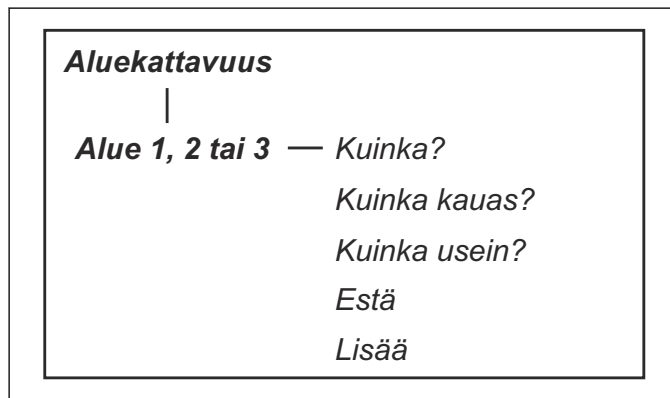 Aluekattavuus
Alue 1, 2 tai 3 — Kuinka?
Kuinka kauas?
Kuinka usein?
Estä
Lisää